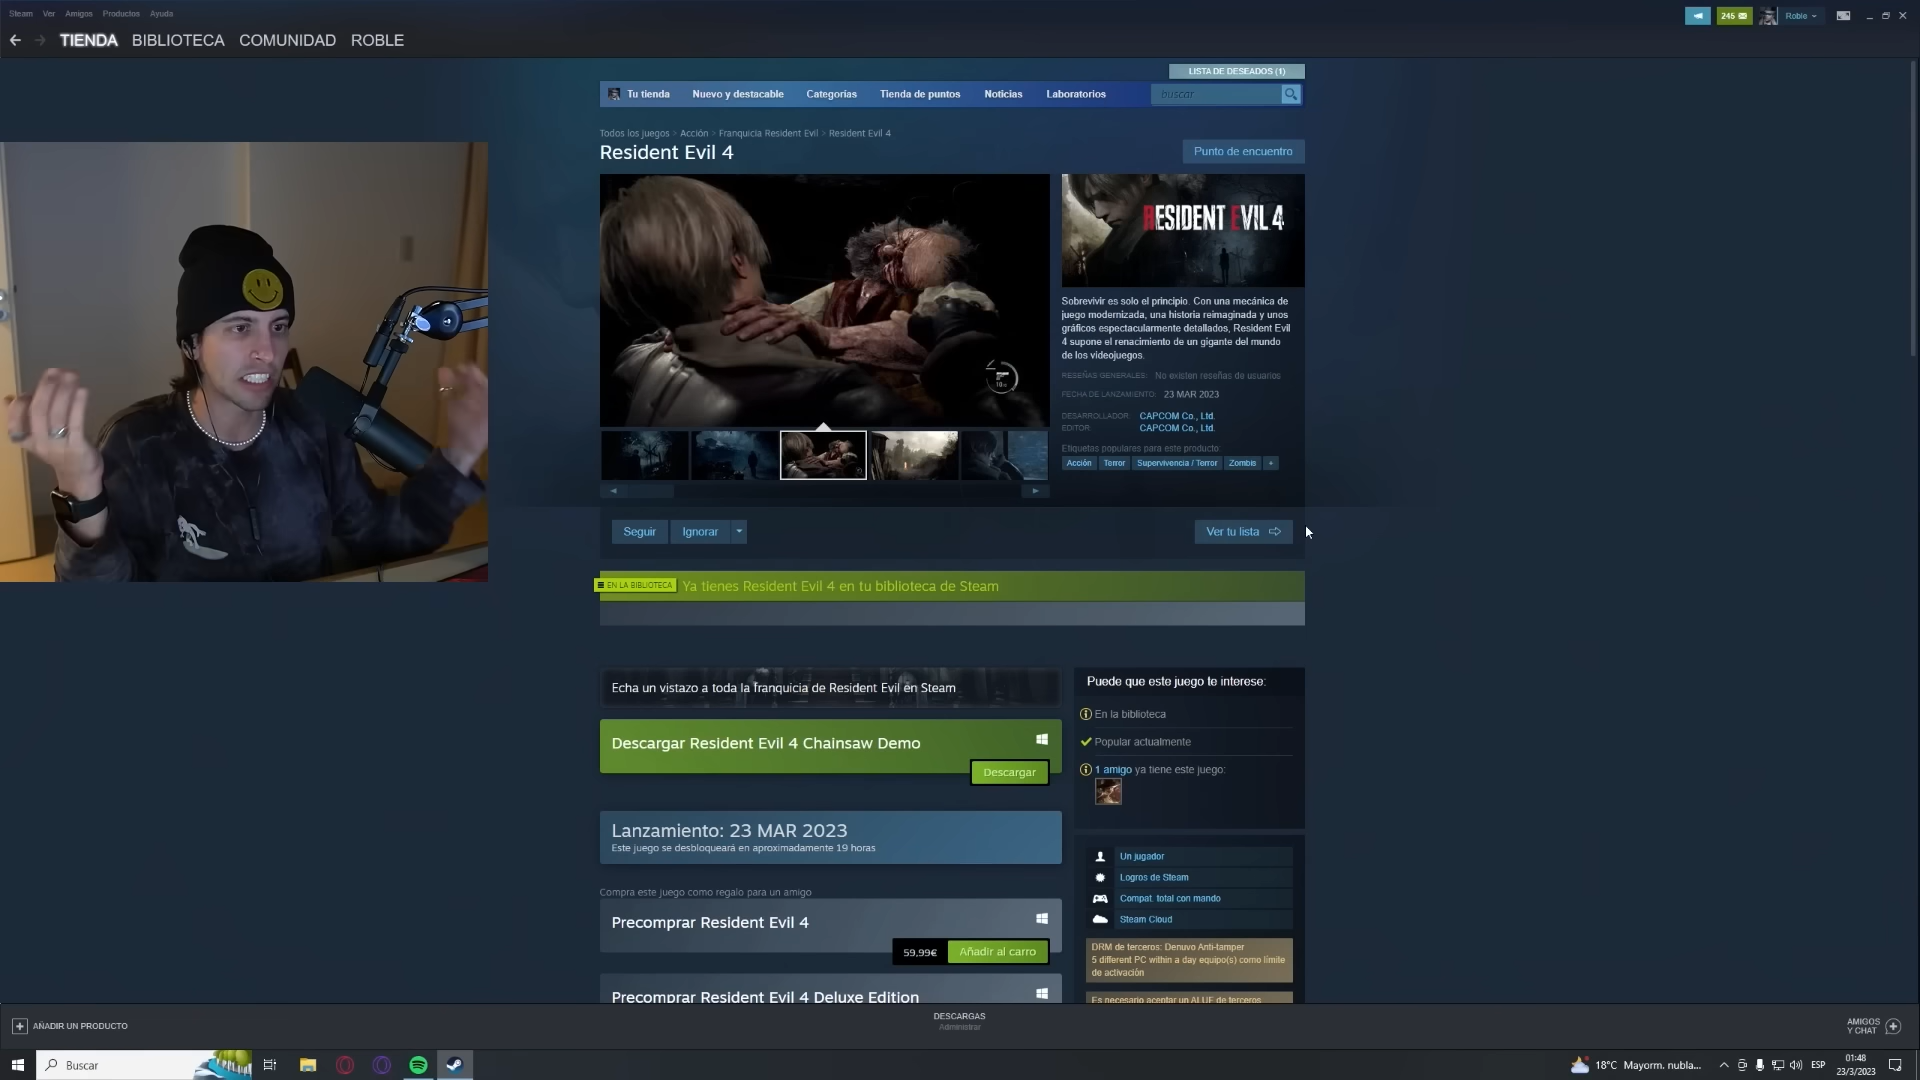 Steam Ver Amigos Productos Ayuda
245
Roble
TIENDA BIBLIOTECA COMUNIDAD ROBLE
LISTA DE DESEADOS (1)
Tu tienda Nuevo y destacable Categorías Tienda de puntos Noticias Laboratorios
buscar
Todos los juegos > Acción > Franquicia Resident Evil > Resident Evil 4
Resident Evil 4
Punto de encuentro
RESIDENT EVIL 4
Sobrevivir es solo el principio. Con una mecánica de
juego modernizada, una historia reimaginada y unos
gráficos espectacularmente detallados, Resident Evil
4 supone el renacimiento de un gigante del mundo
de los videojuegos.
RESEÑAS GENERALES: No existen reseñas de usuarios
FECHA DE LANZAMIENTO: 23 MAR 2023
DESARROLLADOR: CAPCOM Co., Ltd.
EDITOR: CAPCOM Co., Ltd.
Etiquetas populares para este producto:
Acción Terror Supervivencia / Terror Zombis +
Seguir Ignorar
Ver tu lista
EN LA BIBLIOTECA Ya tienes Resident Evil 4 en tu biblioteca de Steam
Echa un vistazo a toda la franquicia de Resident Evil en Steam
Descargar Resident Evil 4 Chainsaw Demo
Descargar
Lanzamiento: 23 MAR 2023
Este juego se desbloqueará en aproximadamente 19 horas
Compra este juego como regalo para un amigo
Precomprar Resident Evil 4
59,99€ Añadir al carro
Precomprar Resident Evil 4 Deluxe Edition
Puede que este juego te interese:
En la biblioteca
Popular actualmente
1 amigo ya tiene este juego:
Un jugador
Logros de Steam
Compat. total con mando
Steam Cloud
DRM de terceros: Denuvo Anti-tamper
5 different PC within a day equipo(s) como límite
de activación
Es necesario aceptar un ALUF de terceros
AÑADIR UN PRODUCTO
DESCARGAS
Administrar
AMIGOS
Y CHAT
Buscar
18°C Mayorm. nubla...
ESP
01:48
23/3/2023